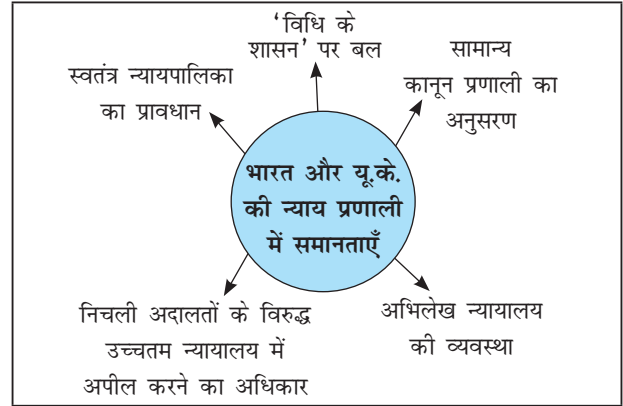 ‘विधि के
शासन’ पर बल
सामान्य
कानून प्रणाली का
अनुसरण
स्वतंत्र न्यायपालिका
का प्रावधान
भारत और यू.के.
की न्याय प्रणाली
में समानताएँ
निचली अदालतों के विरुद्ध
उच्चतम न्यायालय में
अपील करने का अधिकार
अभिलेख न्यायालय
की व्यवस्था